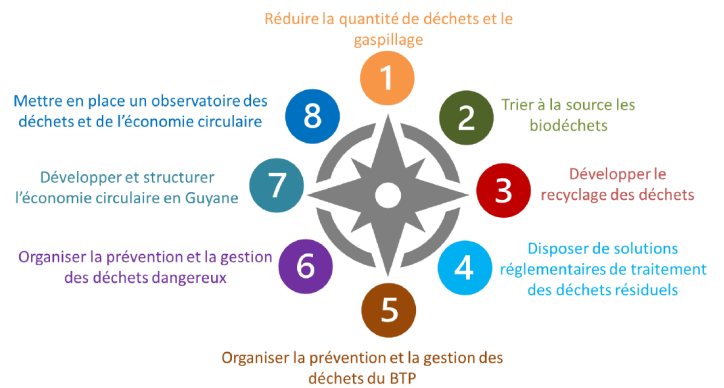 Réduire la quantité de déchets et le
gaspillage
1
2
Trier à la source les
biodéchets
3
Développer le
recyclage des déchets
4
Disposer de solutions
réglementaires de traitement
des déchets résiduels
5
Organiser la prévention et la gestion des
déchets du BTP
6
Organiser la prévention et la gestion
des déchets dangereux
7
Développer et structurer
l’économie circulaire en Guyane
8
Mettre en place un observatoire des
déchets et de l’économie circulaire